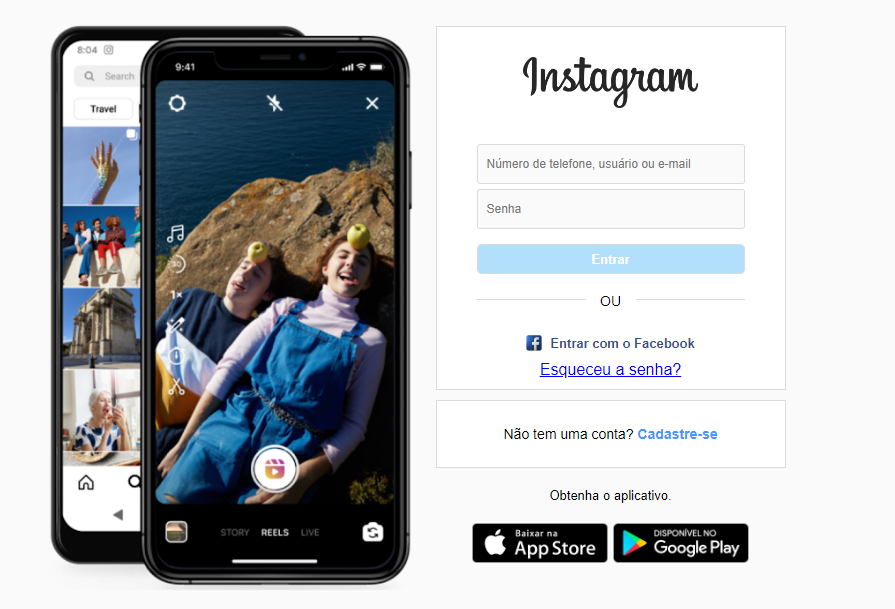 8:04
Search
Travel
9:41
30
1x
STORY REELS LIVE
Instagram
Número de telefone, usuário ou e-mail
Senha
Entrar
OU
Entrar com o Facebook
Esqueceu a senha?
Não tem uma conta? Cadastre-se
Obtenha o aplicativo.
Baixar na
App Store
DISPONÍVEL NO
Google Play